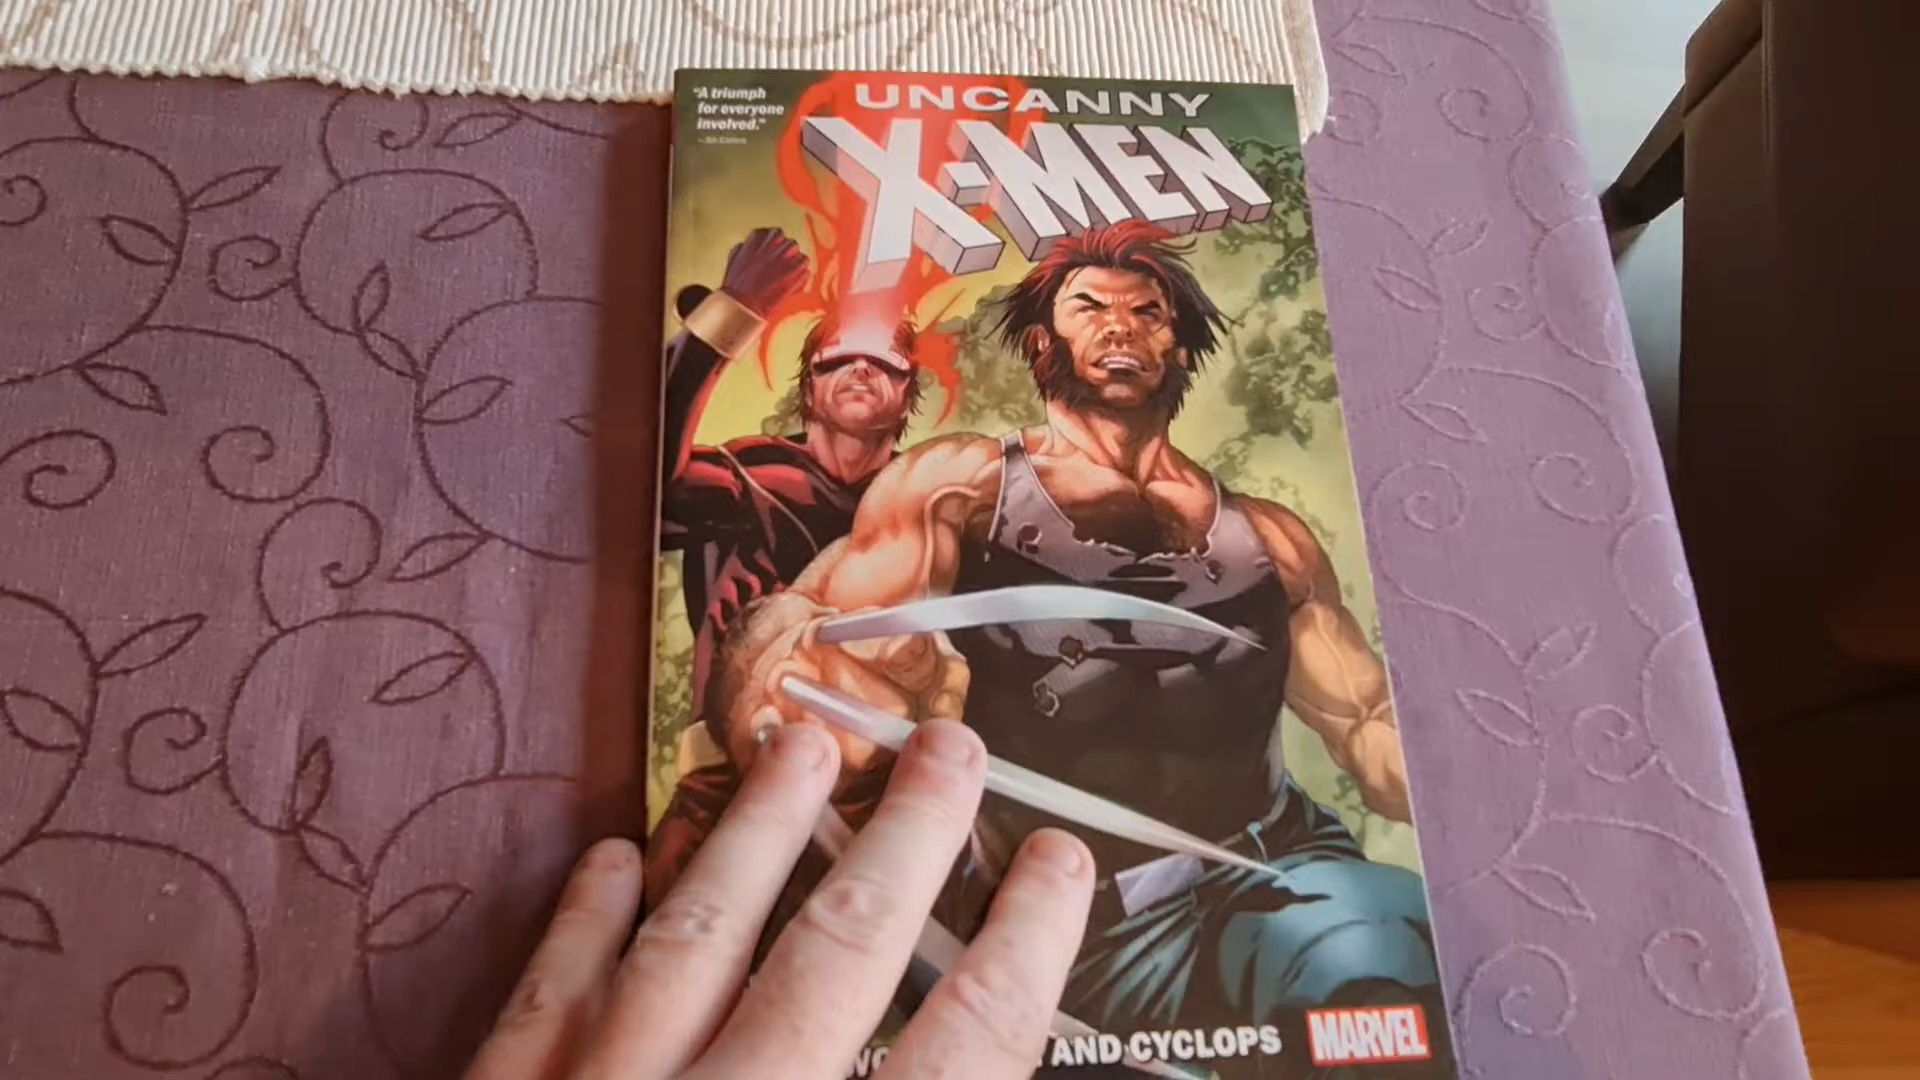 "A triumph
for everyone
involved."
UNCANNY
X-MEN
AND CYCLOPS
MARVEL